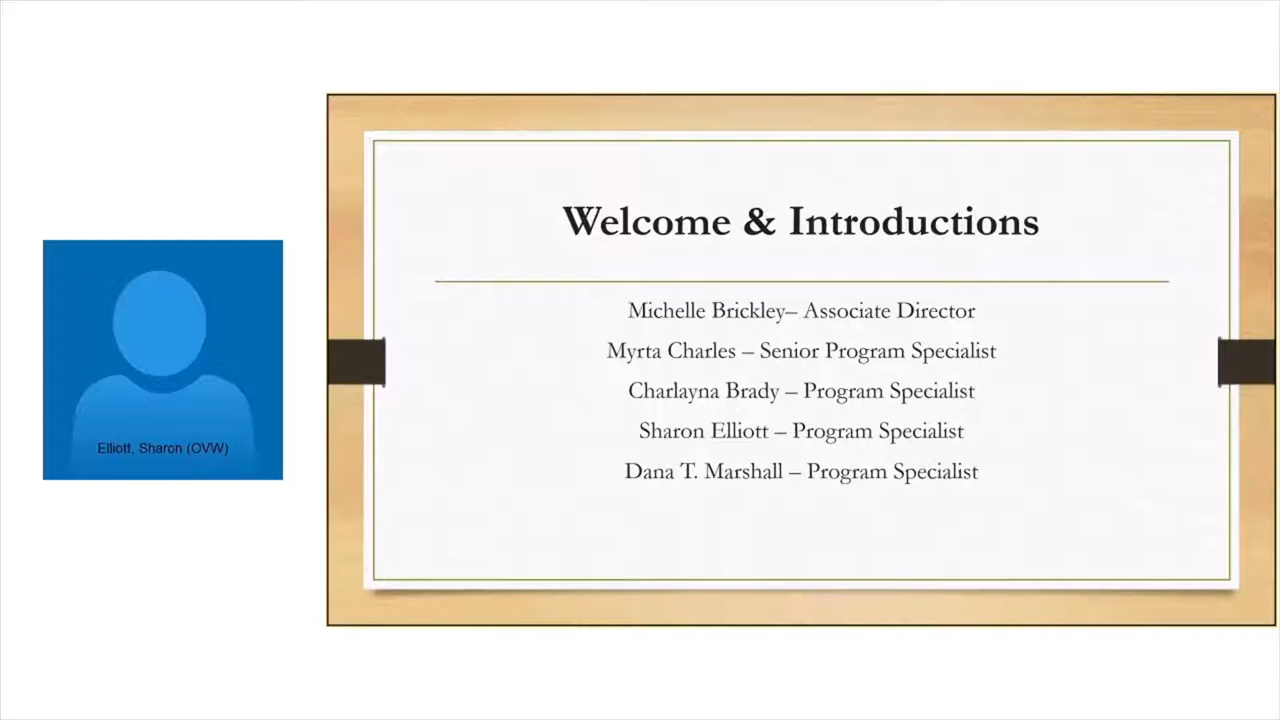 Welcome & Introductions
Michelle Brickley– Associate Director
Myrta Charles – Senior Program Specialist
Charlayna Brady – Program Specialist
Sharon Elliott – Program Specialist
Dana T. Marshall – Program Specialist
Elliott, Sharon (OVW)